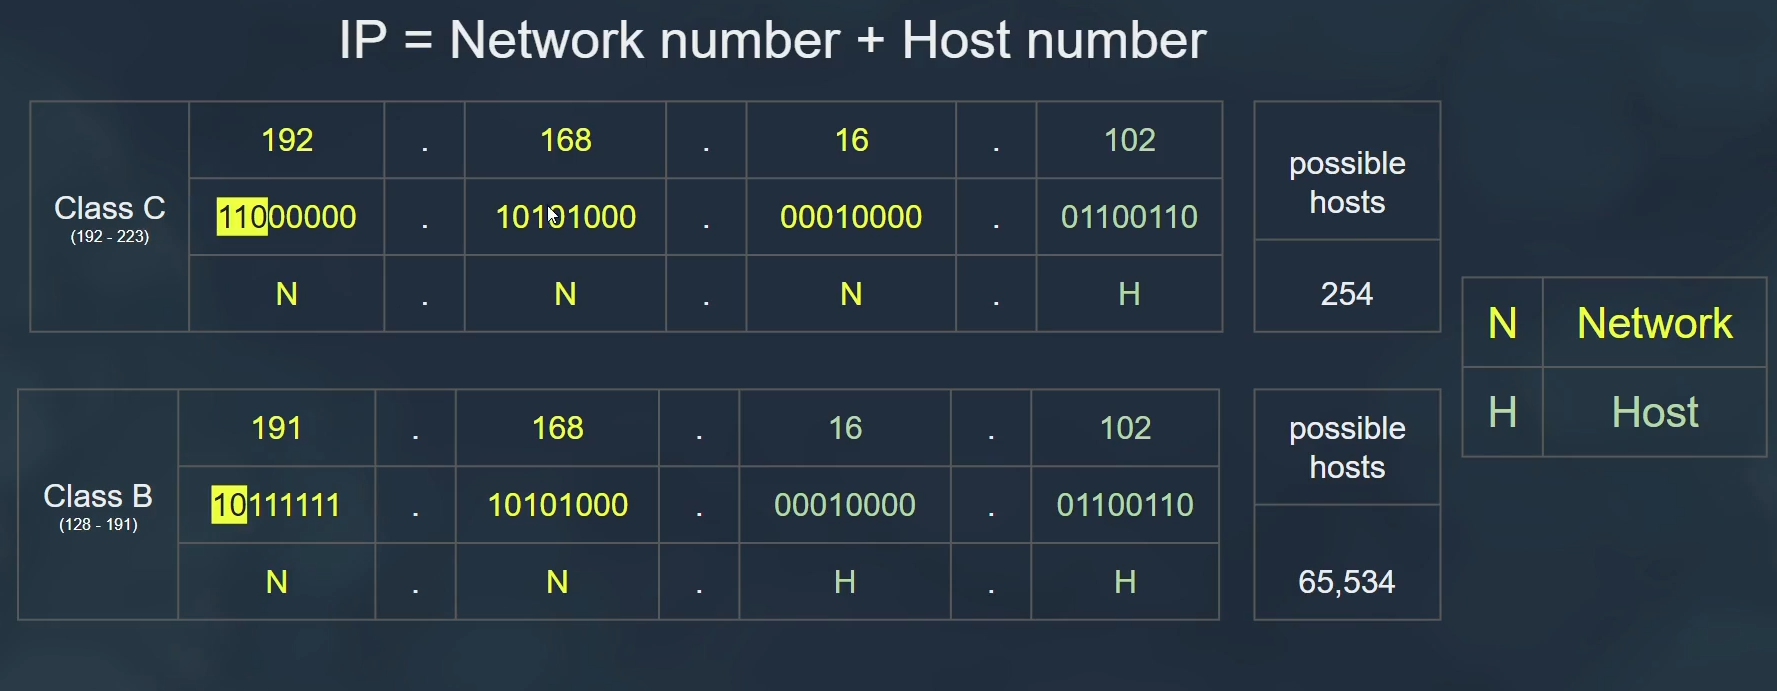 IP = Network number + Host number
192 . 168 . 16 . 102
Class C
(192 - 223)
11000000 . 10101000 . 00010000 . 01100110
N . N . N . H
possible
hosts
254
191 . 168 . 16 . 102
Class B
(128 - 191)
10111111 . 10101000 . 00010000 . 01100110
N . N . H . H
possible
hosts
65,534
N Network
H Host